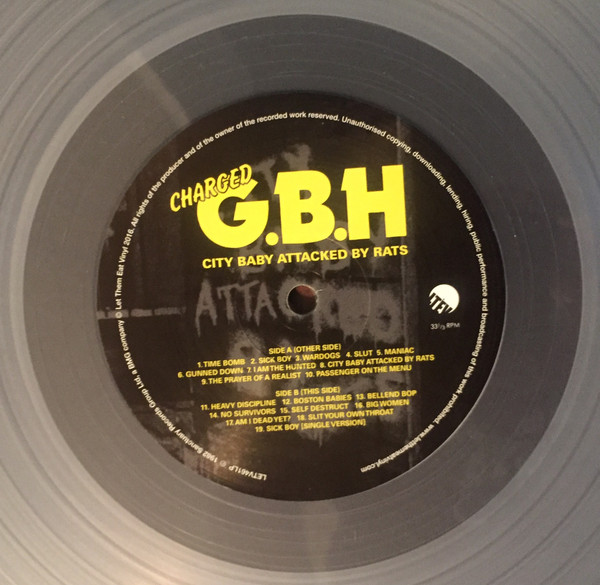 CHARGED
G.B.H
CITY BABY ATTACKED BY RATS
LTEV
33⅓ RPM
SIDE A (OTHER SIDE)
1. TIME BOMB 2. SICK BOY 3. WARDOGS 4. SLUT 5. MANIAC
6. GUNNED DOWN 7. I AM THE HUNTED 8. CITY BABY ATTACKED BY RATS
9. THE PRAYER OF A REALIST 10. PASSENGER ON THE MENU
SIDE B (THIS SIDE)
11. HEAVY DISCIPLINE 12. BOSTON BABIES 13. BELLEND BOP
14. NO SURVIVORS 15. SELF DESTRUCT 16. BIG WOMEN
17. AM I DEAD YET? 18. SLIT YOUR OWN THROAT
19. SICK BOY [SINGLE VERSION]
LETV461LP ℗ 1982 Sanctuary Records Group Ltd. a BMG company © Let Them Eat Vinyl 2016. All rights of the producer and of the owner of the recorded work reserved. Unauthorised copying, downloading, lending, hiring, public performance and broadcasting of this work prohibited. www.letthemeatvinyl.com